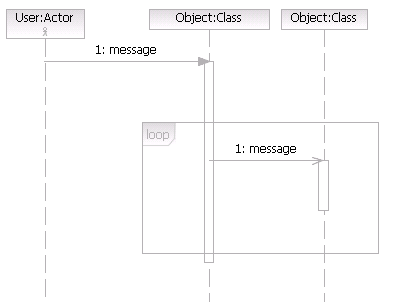 User:Actor
Object:Class
Object:Class
1: message
loop
1: message